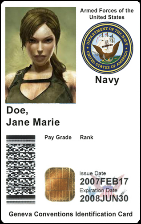 Armed Forces of the
United States
Navy
Doe,
Jane Marie
Pay Grade Rank
Issue Date
2007FEB17
Expiration Date
2008JUN30
Geneva Conventions Identification Card